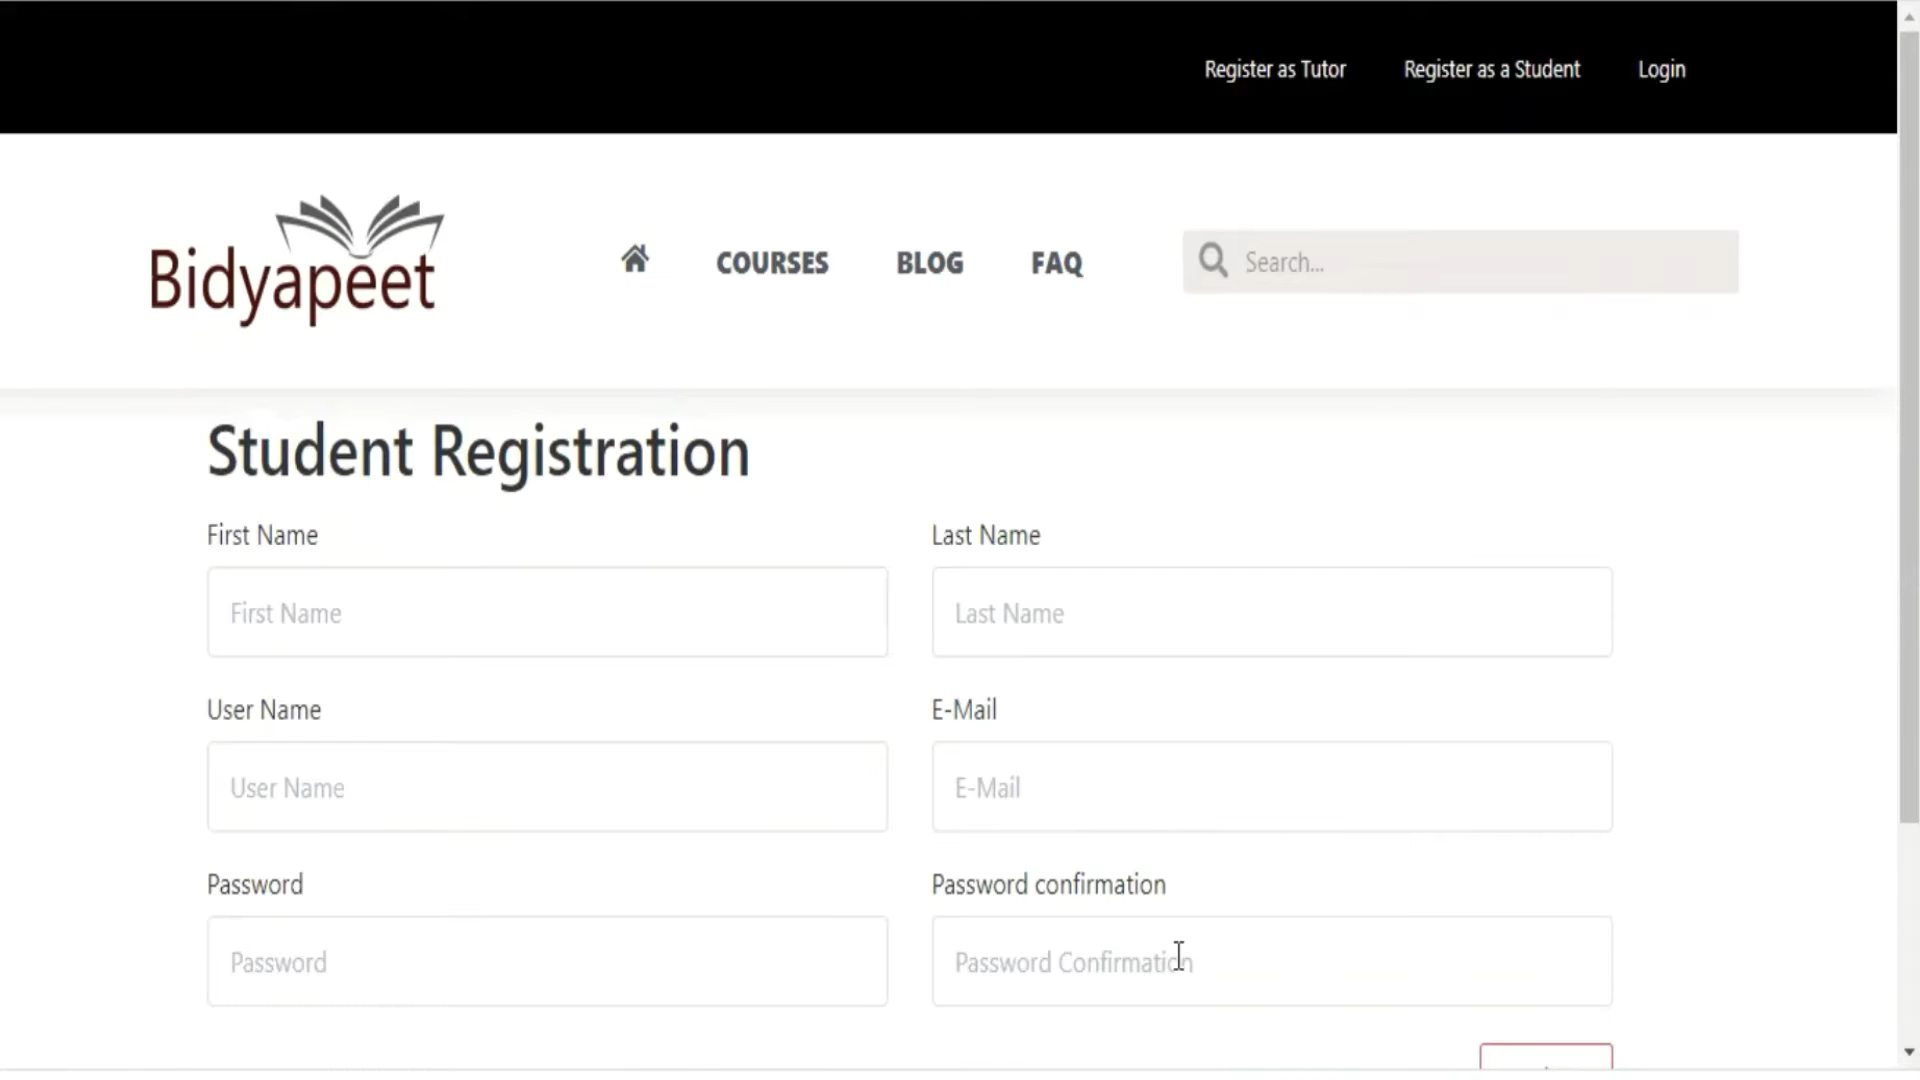 Register as Tutor Register as a Student Login
Bidyapeet
COURSES BLOG FAQ
Search...
Student Registration
First Name Last Name
First Name Last Name
User Name E-Mail
User Name E-Mail
Password Password confirmation
Password Password Confirmation